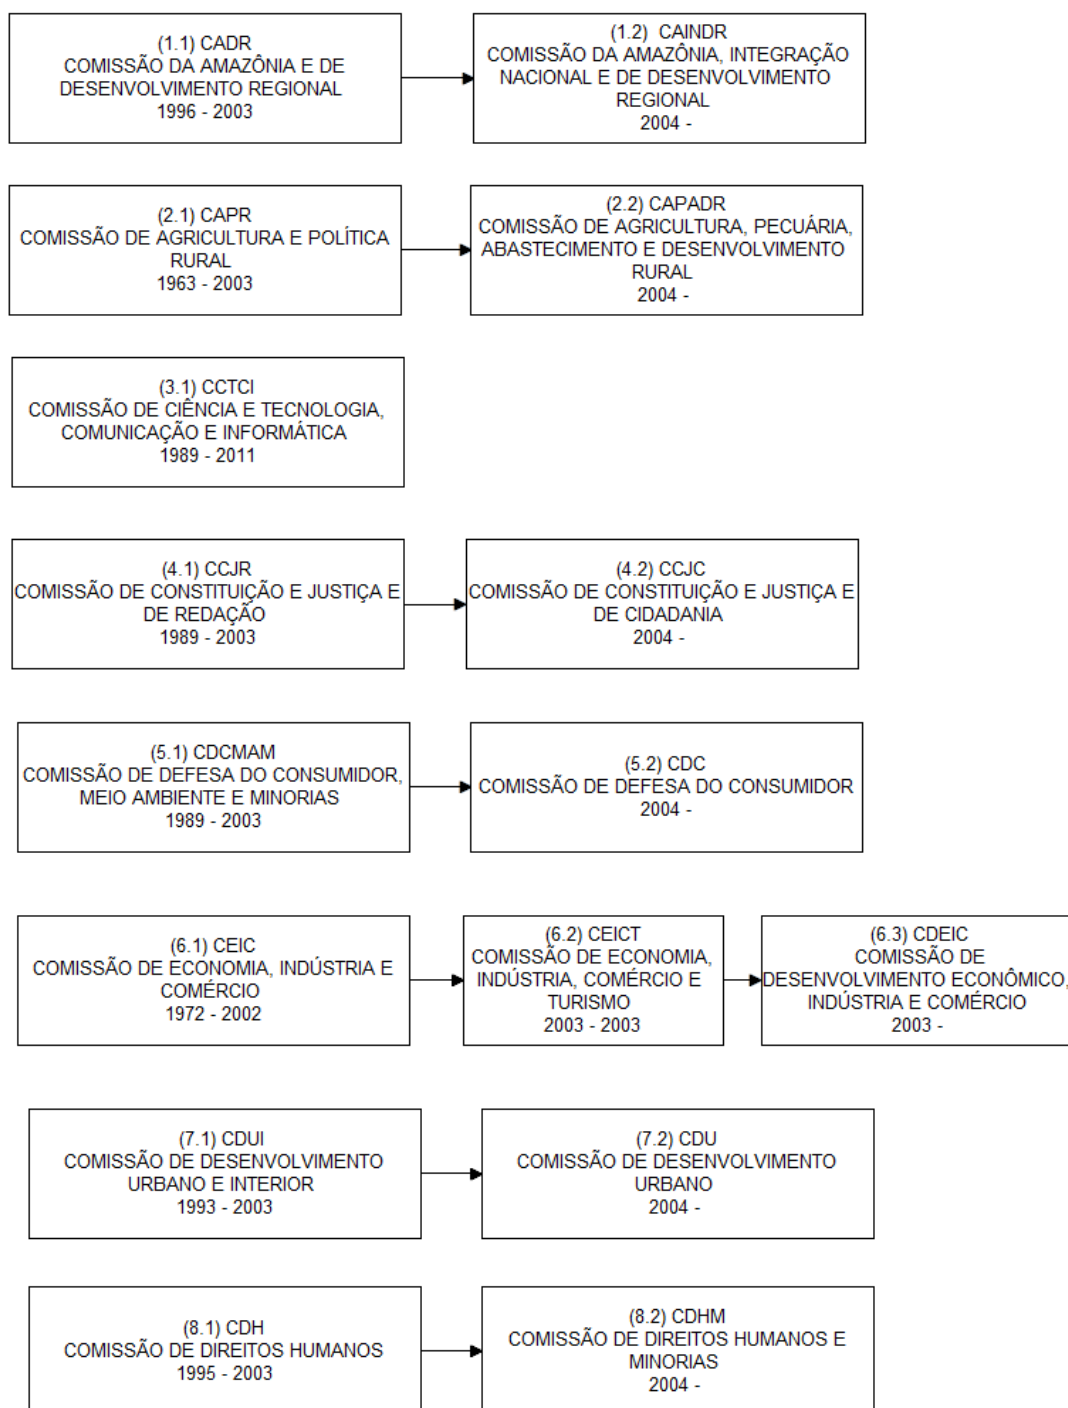 (1.1) CADR
COMISSÃO DA AMAZÔNIA E DE
DESENVOLVIMENTO REGIONAL
1996 - 2003
(1.2)  CAINDR
COMISSÃO DA AMAZÔNIA, INTEGRAÇÃO
NACIONAL E DE DESENVOLVIMENTO
REGIONAL
2004 -
(2.1) CAPR
COMISSÃO DE AGRICULTURA E POLÍTICA
RURAL
1963 - 2003
(2.2) CAPADR
COMISSÃO DE AGRICULTURA, PECUÁRIA,
ABASTECIMENTO E DESENVOLVIMENTO
RURAL
2004 -
(3.1) CCTCI
COMISSÃO DE CIÊNCIA E TECNOLOGIA,
COMUNICAÇÃO E INFORMÁTICA
1989 - 2011
(4.1) CCJR
COMISSÃO DE CONSTITUIÇÃO E JUSTIÇA E
DE REDAÇÃO
1989 - 2003
(4.2) CCJC
COMISSÃO DE CONSTITUIÇÃO E JUSTIÇA E
DE CIDADANIA
2004 -
(5.1) CDCMAM
COMISSÃO DE DEFESA DO CONSUMIDOR,
MEIO AMBIENTE E MINORIAS
1989 - 2003
(5.2) CDC
COMISSÃO DE DEFESA DO CONSUMIDOR
2004 -
(6.1) CEIC
COMISSÃO DE ECONOMIA, INDÚSTRIA E
COMÉRCIO
1972 - 2002
(6.2) CEICT
COMISSÃO DE ECONOMIA,
INDÚSTRIA, COMÉRCIO E
TURISMO
2003 - 2003
(6.3) CDEIC
COMISSÃO DE
DESENVOLVIMENTO ECONÔMICO,
INDÚSTRIA E COMÉRCIO
2003 -
(7.1) CDUI
COMISSÃO DE DESENVOLVIMENTO
URBANO E INTERIOR
1993 - 2003
(7.2) CDU
COMISSÃO DE DESENVOLVIMENTO
URBANO
2004 -
(8.1) CDH
COMISSÃO DE DIREITOS HUMANOS
1995 - 2003
(8.2) CDHM
COMISSÃO DE DIREITOS HUMANOS E
MINORIAS
2004 -